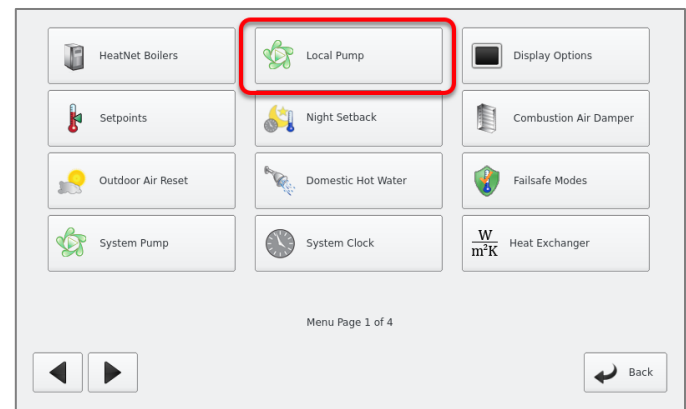 HeatNet Boilers
Local Pump
Display Options
Setpoints
Night Setback
Combustion Air Damper
Outdoor Air Reset
Domestic Hot Water
Failsafe Modes
System Pump
System Clock
W
m²K
Heat Exchanger
Menu Page 1 of 4
Back